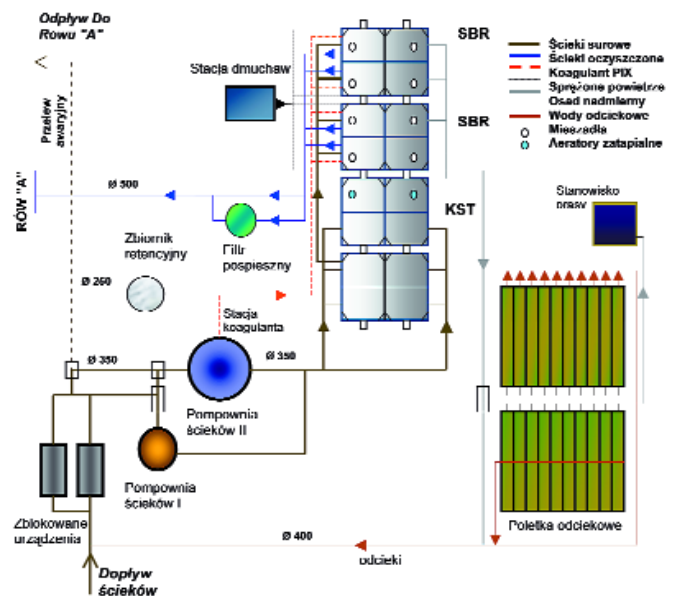 Odpływ Do
Rowu "A"
SBR
Ścieki surowe
Ścieki oczyszczone
Koagulant PIX
Sprężone powietrze
Osad nadmierny
Wody odciekowe
Mieszadła
Aeratory zatapialne
Stacja dmuchaw
Przelew
awaryjny
SBR
RÓW "A"
Ø 500
KST
Stanowisko
prasy
Zbiornik
retencyjny
Filtr
pospieszny
Ø 260
Stacja
koagulanta
Ø 350
Ø 350
Pompownia
ścieków II
Pompownia
ścieków I
Zblokowane
urządzenia
Poletka odciekowe
Ø 400
odcieki
Dopływ
ścieków